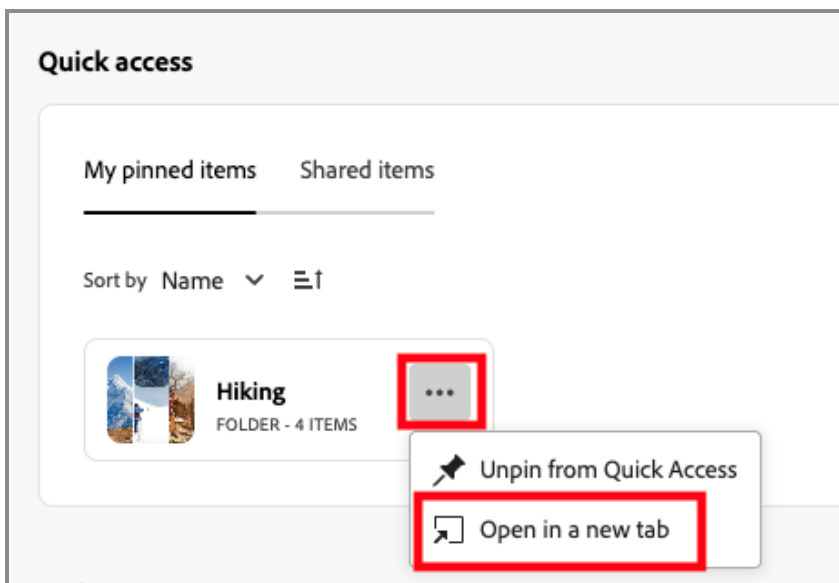 Quick access
My pinned items Shared items
Sort by Name
Hiking
FOLDER - 4 ITEMS
Unpin from Quick Access
Open in a new tab